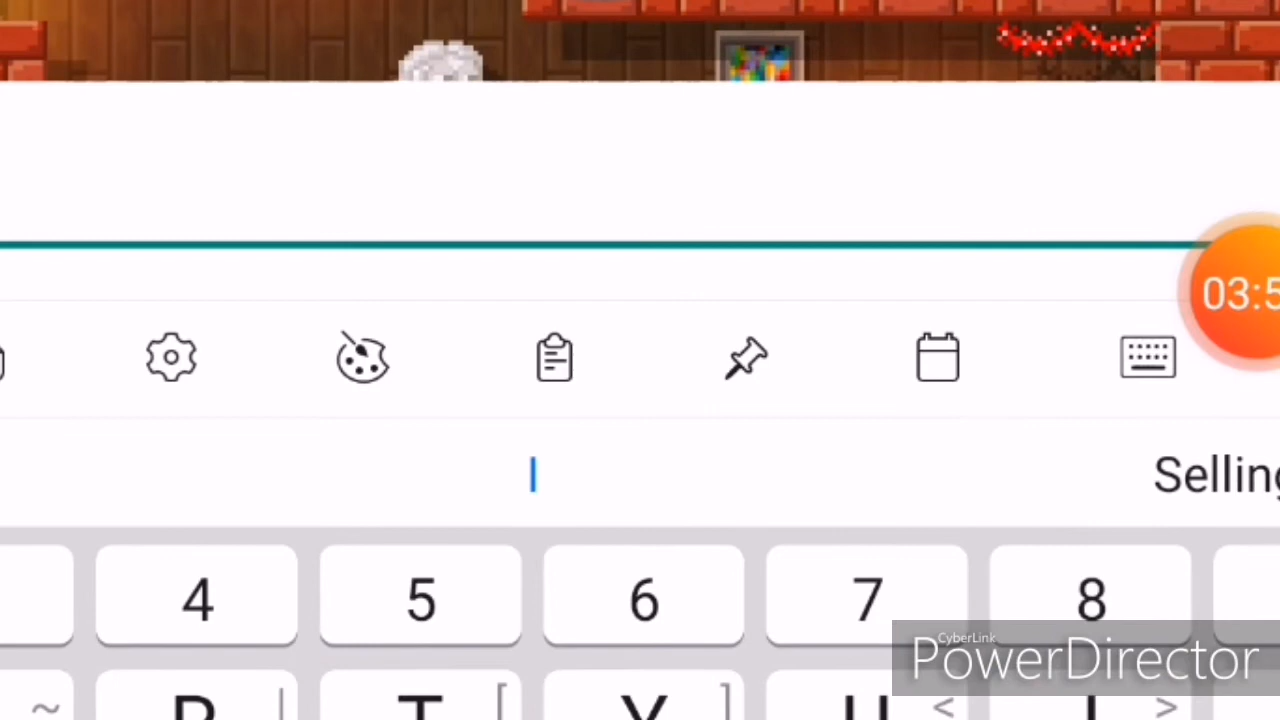 03:5
I
Selling
4 5 6 7 8
~ R | T [ Y ] U < I >
CyberLink
PowerDirector